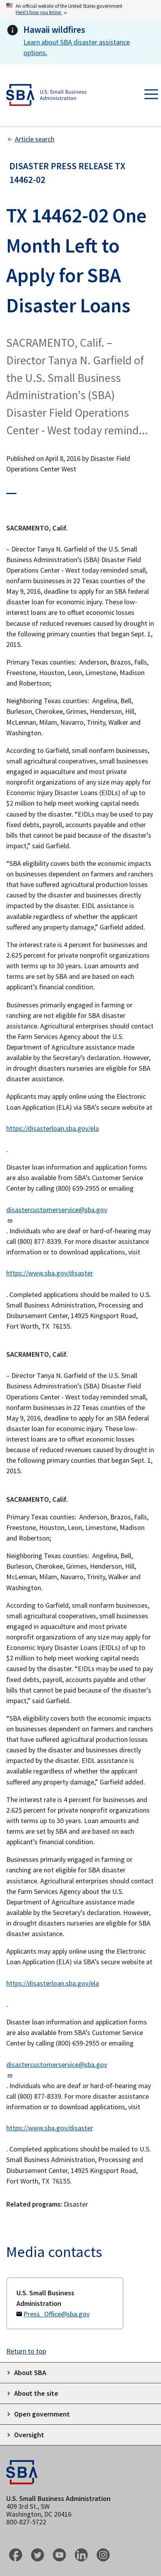 An official website of the United States government
Here's how you know
Hawaii wildfires
Learn about SBA disaster assistance
options.
SBA
U.S. Small Business
Administration
Article search
DISASTER PRESS RELEASE TX
14462-02
TX 14462-02 One
Month Left to
Apply for SBA
Disaster Loans
SACRAMENTO, Calif. –
Director Tanya N. Garfield of
the U.S. Small Business
Administration's (SBA)
Disaster Field Operations
Center - West today remind...
Published on April 8, 2016 by Disaster Field
Operations Center West
SACRAMENTO, Calif.
– Director Tanya N. Garfield of the U.S. Small
Business Administration's (SBA) Disaster Field
Operations Center - West today reminded small,
nonfarm businesses in 22 Texas counties of the
May 9, 2016, deadline to apply for an SBA federal
disaster loan for economic injury. These low-
interest loans are to offset economic losses
because of reduced revenues caused by drought in
the following primary counties that began Sept. 1,
2015.
Primary Texas counties: Anderson, Brazos, Falls,
Freestone, Houston, Leon, Limestone, Madison
and Robertson;
Neighboring Texas counties: Angelina, Bell,
Burleson, Cherokee, Grimes, Henderson, Hill,
McLennan, Milam, Navarro, Trinity, Walker and
Washington.
According to Garfield, small nonfarm businesses,
small agricultural cooperatives, small businesses
engaged in aquaculture and most private
nonprofits of any size may apply for Economic
Injury Disaster Loans (EIDLs) of up to
$2 million to help meet working capital needs
caused by the disaster. "EIDLs may be used to pay
fixed debts, payroll, accounts payable and other
bills that cannot be paid because of the disaster's
impact," said Garfield.
"SBA eligibility covers both the economic impacts
on businesses dependent on farmers and ranchers
that have suffered agricultural production losses
caused by the disaster and businesses directly
impacted by the disaster. EIDL assistance is
available regardless of whether the applicant
suffered any property damage," Garfield added.
The interest rate is 4 percent for businesses and
2.625 percent for private nonprofit organizations
with terms up to 30 years. Loan amounts and
terms are set by SBA and are based on each
applicant's financial condition.
Businesses primarily engaged in farming or
ranching are not eligible for SBA disaster
assistance. Agricultural enterprises should contact
the Farm Services Agency about the U.S.
Department of Agriculture assistance made
available by the Secretary's declaration. However,
in drought disasters nurseries are eligible for SBA
disaster assistance.
Applicants may apply online using the Electronic
Loan Application (ELA) via SBA's secure website at
https://disasterloan.sba.gov/ela
.
Disaster loan information and application forms
are also available from SBA's Customer Service
Center by calling (800) 659-2955 or emailing
disastercustomerservice@sba.gov
. Individuals who are deaf or hard-of-hearing may
call (800) 877-8339. For more disaster assistance
information or to download applications, visit
https://www.sba.gov/disaster
. Completed applications should be mailed to U.S.
Small Business Administration, Processing and
Disbursement Center, 14925 Kingsport Road,
Fort Worth, TX 76155.
SACRAMENTO, Calif.
– Director Tanya N. Garfield of the U.S. Small
Business Administration's (SBA) Disaster Field
Operations Center - West today reminded small,
nonfarm businesses in 22 Texas counties of the
May 9, 2016, deadline to apply for an SBA federal
disaster loan for economic injury. These low-
interest loans are to offset economic losses
because of reduced revenues caused by drought in
the following primary counties that began Sept. 1,
2015.
SACRAMENTO, Calif.
Primary Texas counties: Anderson, Brazos, Falls,
Freestone, Houston, Leon, Limestone, Madison
and Robertson;
Neighboring Texas counties: Angelina, Bell,
Burleson, Cherokee, Grimes, Henderson, Hill,
McLennan, Milam, Navarro, Trinity, Walker and
Washington.
According to Garfield, small nonfarm businesses,
small agricultural cooperatives, small businesses
engaged in aquaculture and most private
nonprofits of any size may apply for Economic
Injury Disaster Loans (EIDLs) of up to
$2 million to help meet working capital needs
caused by the disaster. "EIDLs may be used to pay
fixed debts, payroll, accounts payable and other
bills that cannot be paid because of the disaster's
impact," said Garfield.
"SBA eligibility covers both the economic impacts
on businesses dependent on farmers and ranchers
that have suffered agricultural production losses
caused by the disaster and businesses directly
impacted by the disaster. EIDL assistance is
available regardless of whether the applicant
suffered any property damage," Garfield added.
The interest rate is 4 percent for businesses and
2.625 percent for private nonprofit organizations
with terms up to 30 years. Loan amounts and
terms are set by SBA and are based on each
applicant's financial condition.
Businesses primarily engaged in farming or
ranching are not eligible for SBA disaster
assistance. Agricultural enterprises should contact
the Farm Services Agency about the U.S.
Department of Agriculture assistance made
available by the Secretary's declaration. However,
in drought disasters nurseries are eligible for SBA
disaster assistance.
Applicants may apply online using the Electronic
Loan Application (ELA) via SBA's secure website at
https://disasterloan.sba.gov/ela
.
Disaster loan information and application forms
are also available from SBA's Customer Service
Center by calling (800) 659-2955 or emailing
disastercustomerservice@sba.gov
. Individuals who are deaf or hard-of-hearing may
call (800) 877-8339. For more disaster assistance
information or to download applications, visit
https://www.sba.gov/disaster
. Completed applications should be mailed to U.S.
Small Business Administration, Processing and
Disbursement Center, 14925 Kingsport Road,
Fort Worth, TX 76155.
Related programs: Disaster
Media contacts
U.S. Small Business
Administration
Press_Office@sba.gov
Return to top
About SBA
About the site
Open government
Oversight
SBA
U.S. Small Business Administration
409 3rd St., SW
Washington, DC 20416
800-827-5722